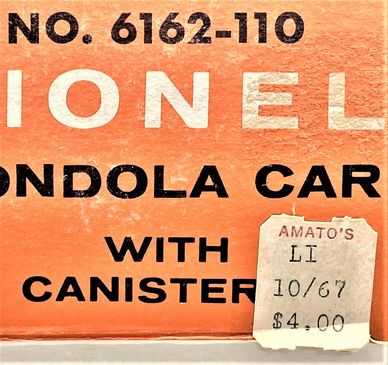 NO. 6162-110
IONEL
ONDOLA CAR
WITH
CANISTER
AMATO'S
LI
10/67
$4.00